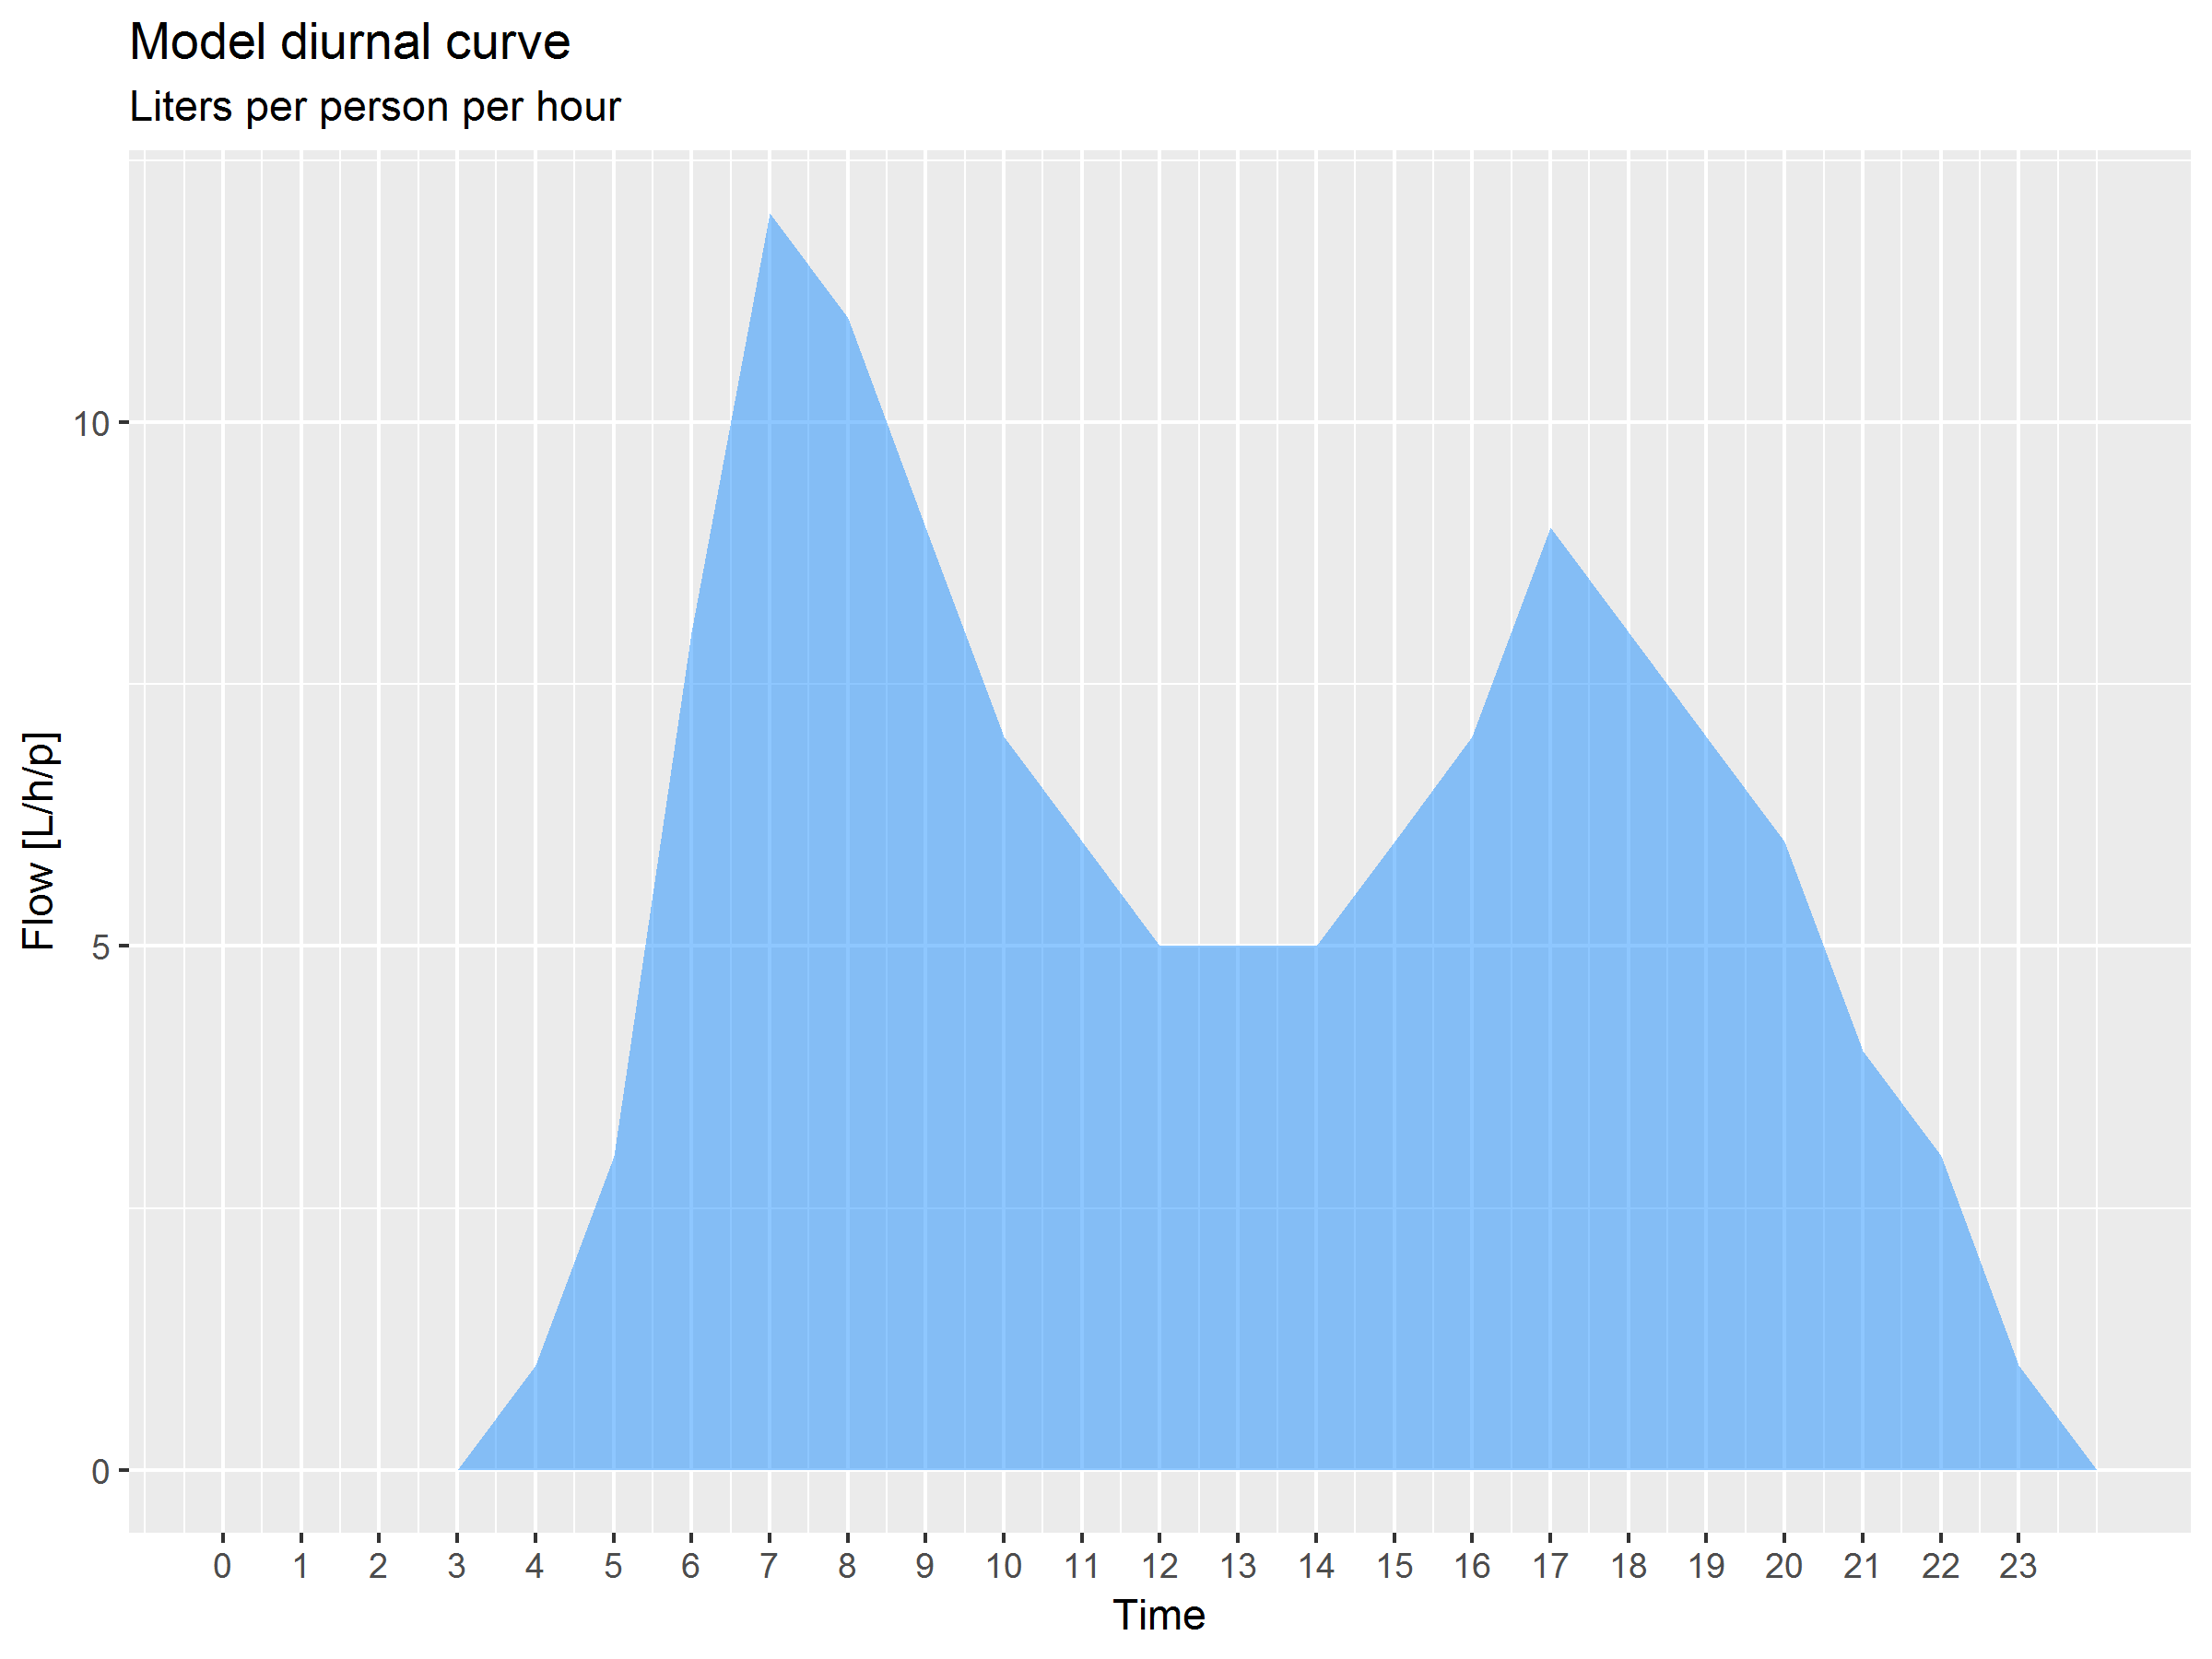 Model diurnal curve
Liters per person per hour
10
5
0
Flow [L/h/p]
0 1 2 3 4 5 6 7 8 9 10 11 12 13 14 15 16 17 18 19 20 21 22 23
Time